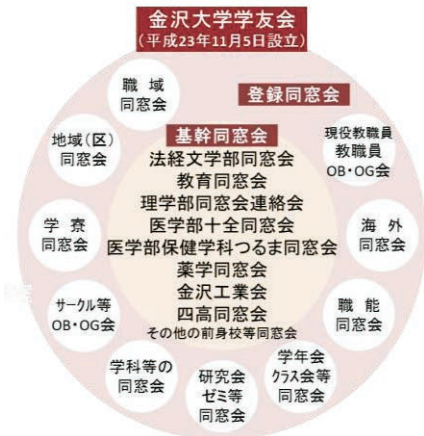 金沢大学学友会
(平成23年11月5日設立)
職域
同窓会
登録同窓会
地域(区)
同窓会
基幹同窓会
現役教職員
教職員
OB・OG会
法経文学部同窓会
教育同窓会
理学部同窓会連絡会
医学部十全同窓会
医学部保健学科つるま同窓会
薬学同窓会
金沢工業会
四高同窓会
その他の前身校等同窓会
学寮
同窓会
海外
同窓会
サークル等
OB・OG会
職能
同窓会
学科等の
同窓会
研究会
ゼミ等
同窓会
学年会
クラス会等
同窓会